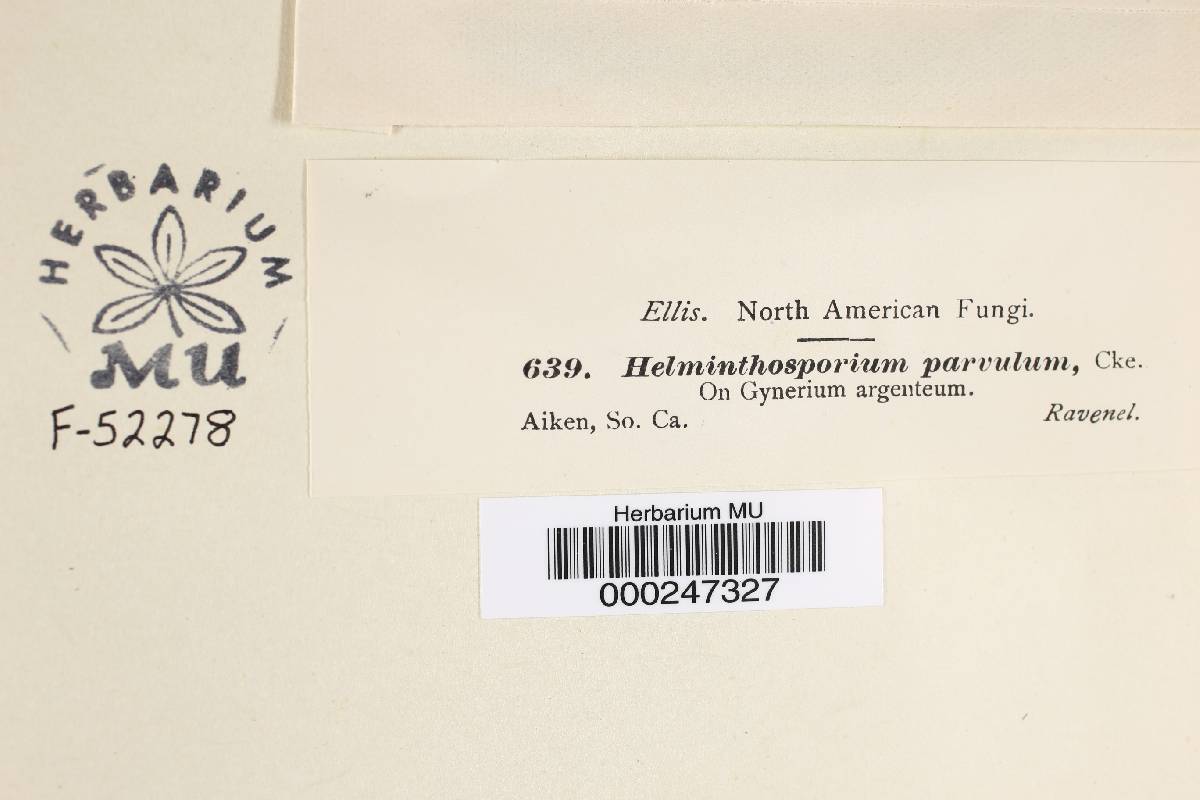 HERBARIUM
MU
F-52278
Ellis. North American Fungi.
639. Helminthosporium parvulum, Cke.
On Gynerium argenteum.
Aiken, So. Ca. Ravenel.
Herbarium MU
000247327